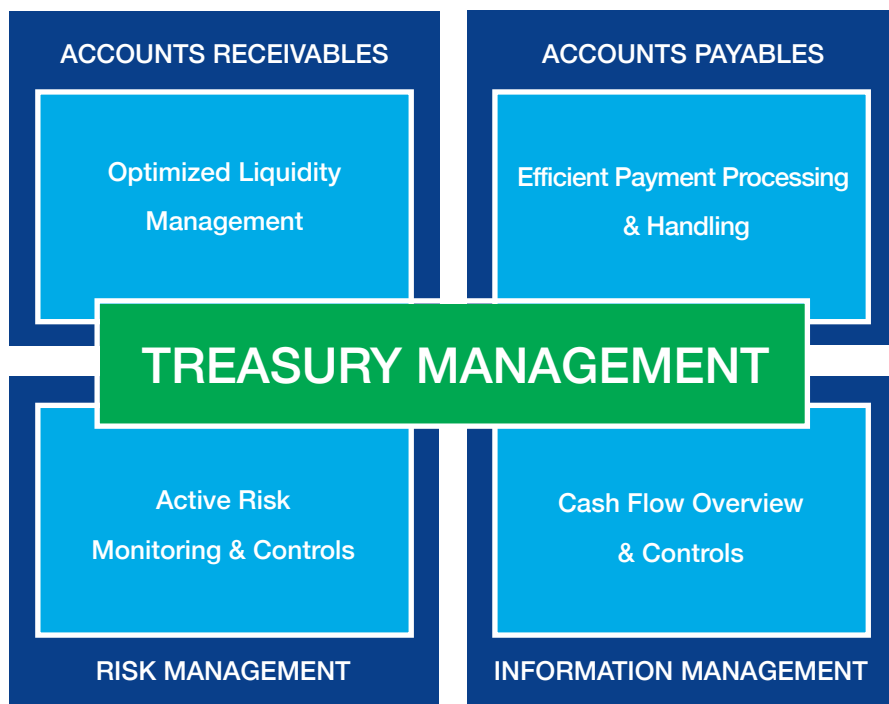 ACCOUNTS RECEIVABLES
Optimized Liquidity
Management
ACCOUNTS PAYABLES
Efficient Payment Processing
& Handling
TREASURY MANAGEMENT
Active Risk
Monitoring & Controls
RISK MANAGEMENT
Cash Flow Overview
& Controls
INFORMATION MANAGEMENT